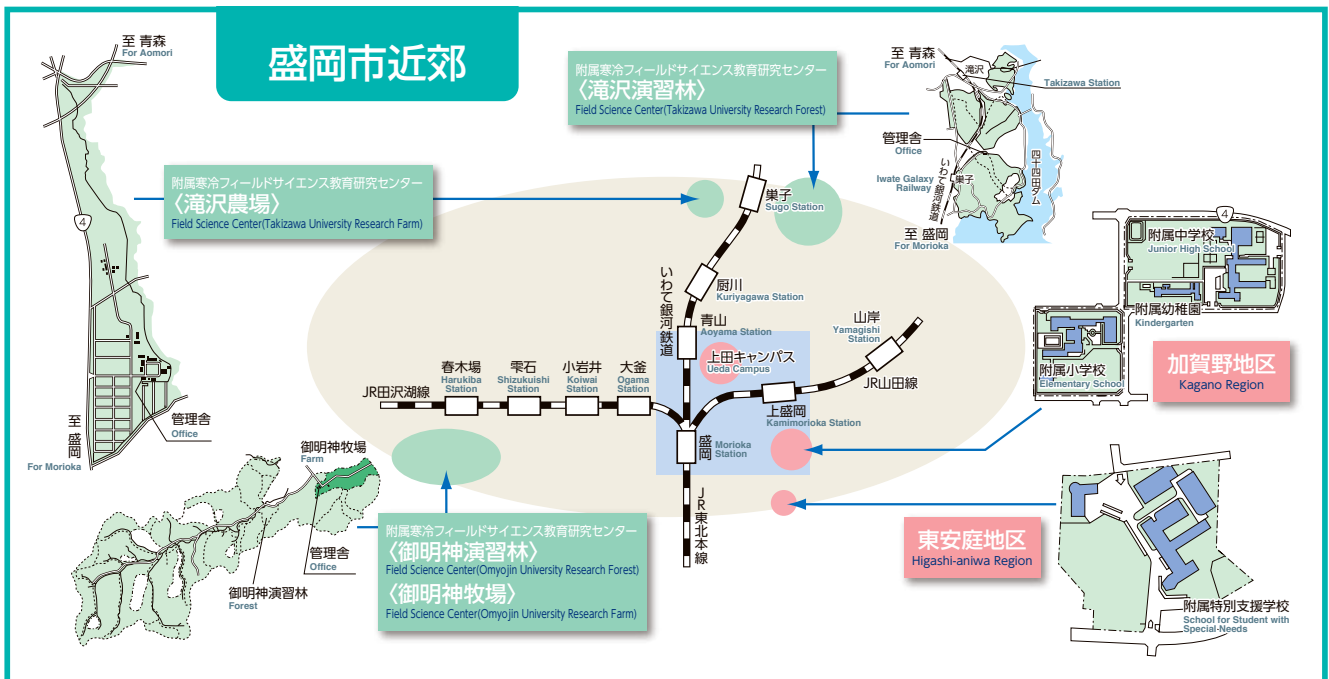 盛岡市近郊
至 青森
For Aomori
4
至 盛岡
For Morioka
管理舎
Office
附属寒冷フィールドサイエンス教育研究センター
〈滝沢農場〉
Field Science Center(Takizawa University Research Farm)
附属寒冷フィールドサイエンス教育研究センター
〈滝沢演習林〉
Field Science Center(Takizawa University Research Forest)
至 青森
For Aomori
滝沢
Takizawa Station
管理舎
Office
Iwate Galaxy
Railway
いわて銀河鉄道
巣子
四十四田ダム
至 盛岡
For Morioka
巣子
Sugo Station
厨川
Kuriyagawa Station
いわて銀河鉄道
青山
Aoyama Station
上田キャンパス
Ueda Campus
山岸
Yamagishi
Station
JR山田線
上盛岡
Kamimorioka Station
盛岡
Morioka
Station
JR東北本線
JR田沢湖線
春木場
Harukiba
Station
雫石
Shizukuishi
Station
小岩井
Koiwai
Station
大釜
Ogama
Station
4
附属中学校
Junior High School
附属幼稚園
Kindergarten
附属小学校
Elementary School
加賀野地区
Kagano Region
東安庭地区
Higashi-aniwa Region
附属特別支援学校
School for Student with
Special-Needs
御明神牧場
Farm
管理舎
Office
御明神演習林
Forest
附属寒冷フィールドサイエンス教育研究センター
〈御明神演習林〉
Field Science Center(Omyojin University Research Forest)
〈御明神牧場〉
Field Science Center(Omyojin University Research Farm)